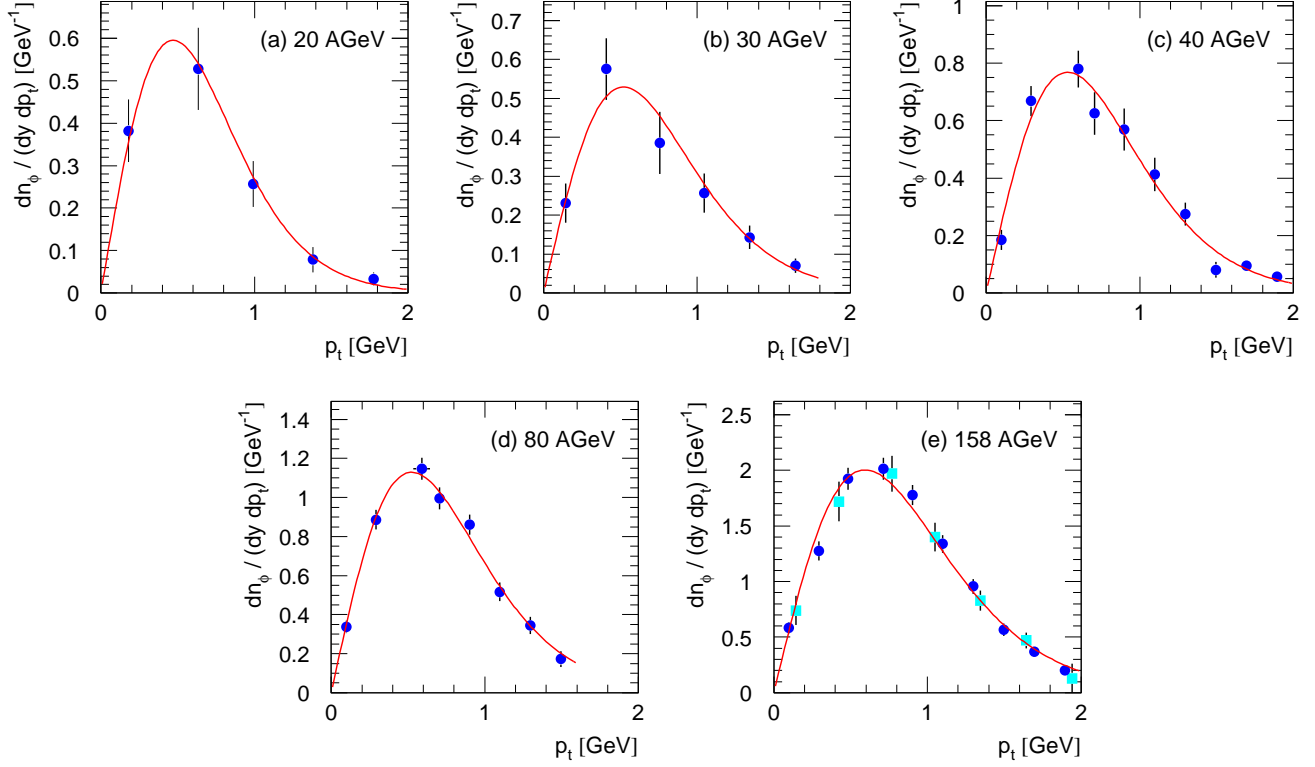 (a) 20 AGeV
dn_ϕ / (dy dp_t) [GeV⁻¹]
0.6
0.5
0.4
0.3
0.2
0.1
0
0 1 2
p_t [GeV]
(b) 30 AGeV
dn_ϕ / (dy dp_t) [GeV⁻¹]
0.7
0.6
0.5
0.4
0.3
0.2
0.1
0
0 1 2
p_t [GeV]
(c) 40 AGeV
dn_ϕ / (dy dp_t) [GeV⁻¹]
1
0.8
0.6
0.4
0.2
0
0 1 2
p_t [GeV]
(d) 80 AGeV
dn_ϕ / (dy dp_t) [GeV⁻¹]
1.4
1.2
1.0
0.8
0.6
0.4
0.2
0
0 1 2
p_t [GeV]
(e) 158 AGeV
dn_ϕ / (dy dp_t) [GeV⁻¹]
2.5
2
1.5
1
0.5
0
0 1 2
p_t [GeV]